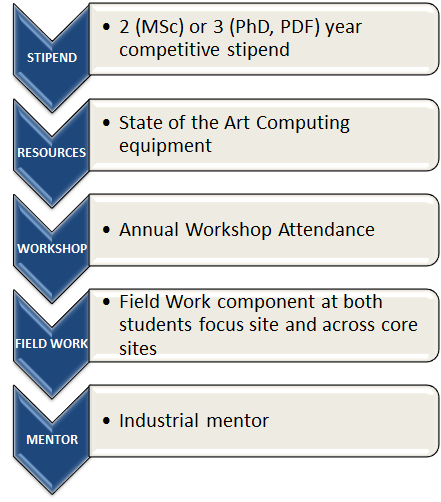 STIPEND
• 2 (MSc) or 3 (PhD, PDF) year
competitive stipend
RESOURCES
• State of the Art Computing
equipment
WORKSHOP
• Annual Workshop Attendance
FIELD WORK
• Field Work component at both
students focus site and across core
sites
MENTOR
• Industrial mentor